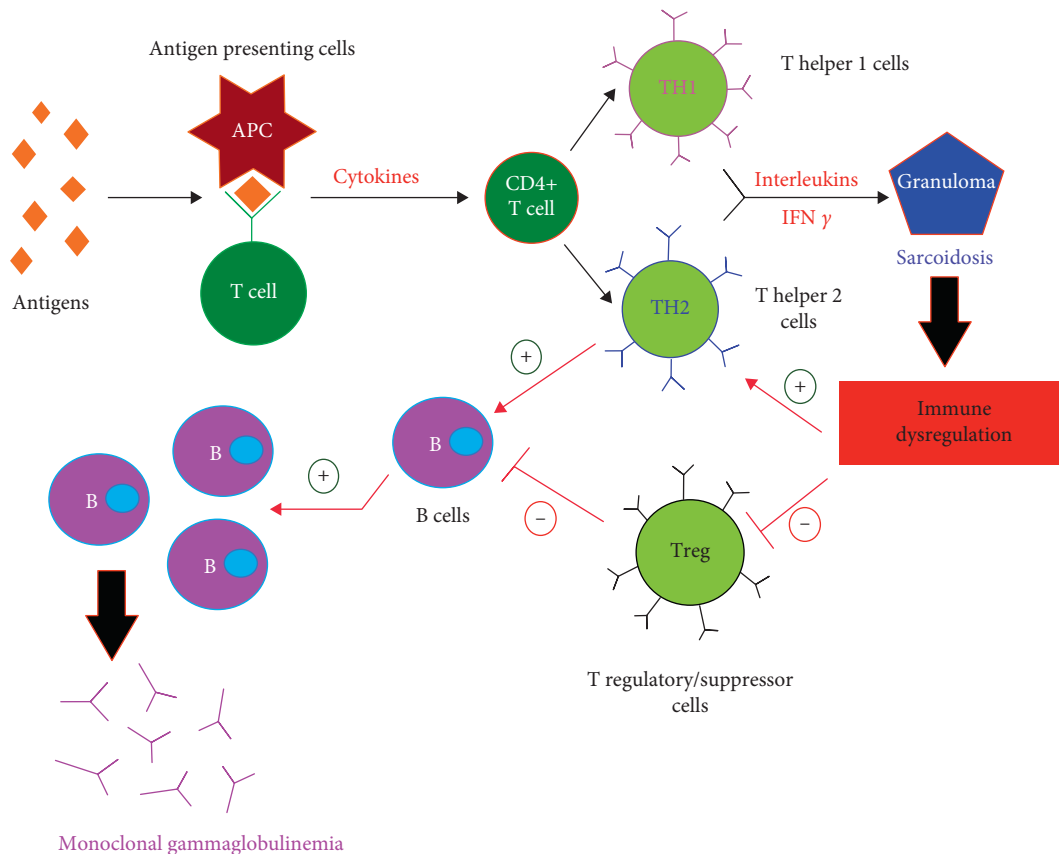 Antigen presenting cells
APC
T cell
Antigens
Cytokines
CD4+
T cell
TH1
T helper 1 cells
TH2
T helper 2
cells
Interleukins
IFN γ
Granuloma
Sarcoidosis
Immune
dysregulation
+
−
Treg
T regulatory/suppressor
cells
+
−
B
B cells
+
B
B
B
Monoclonal gammaglobulinemia